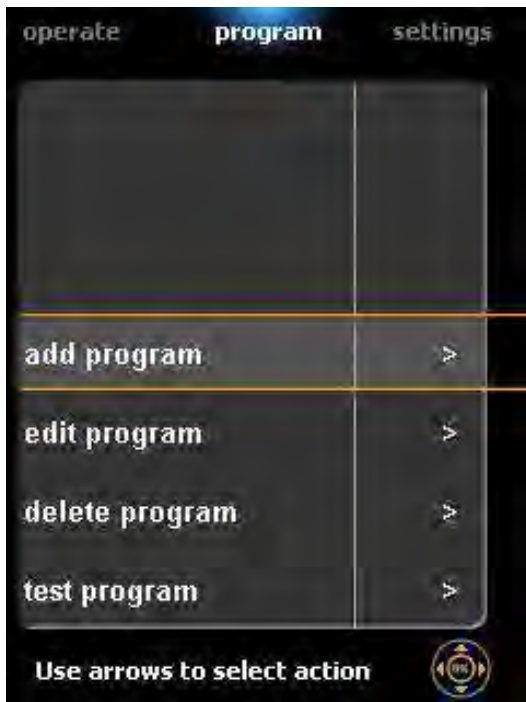 operate program settings
add program >
edit program >
delete program >
test program >
Use arrows to select action OK